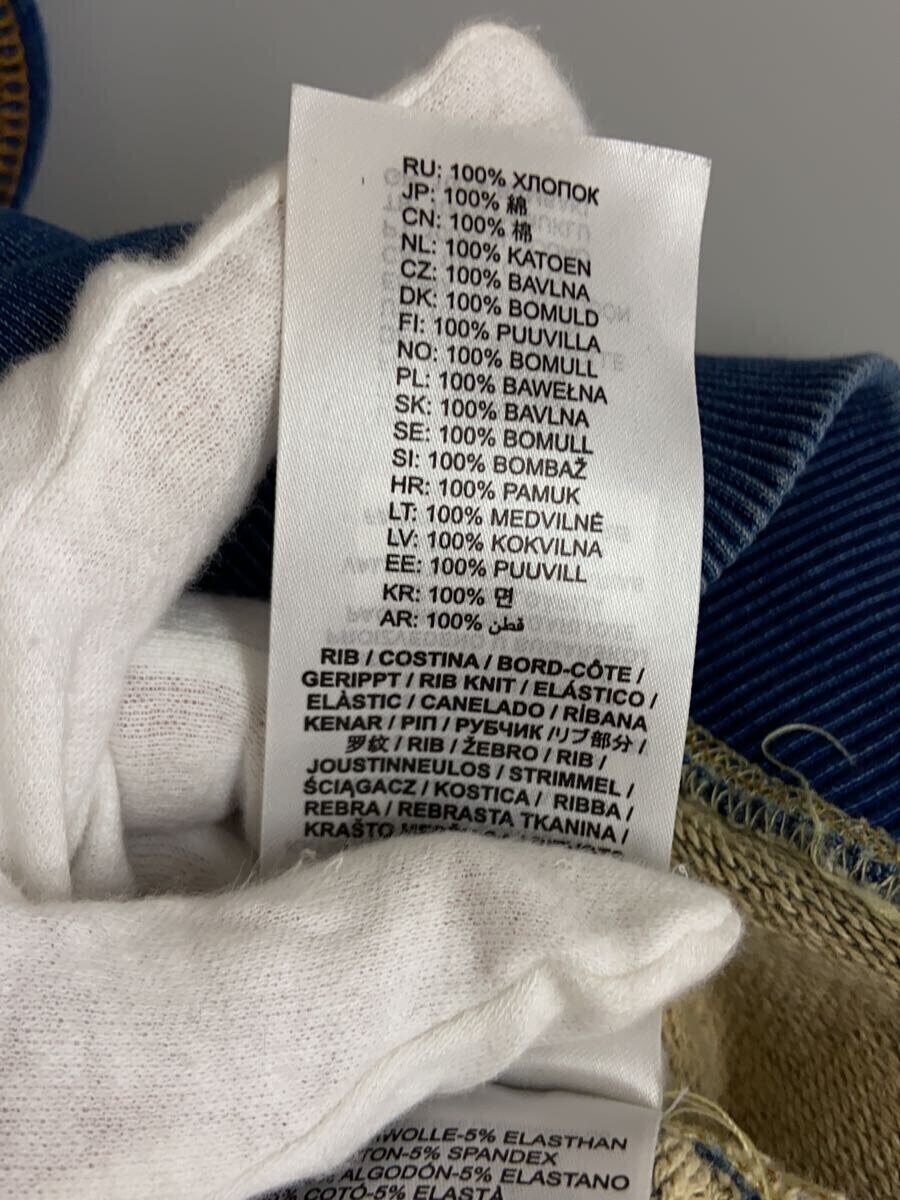 RU: 100% ХЛОПОК
JP: 100% 綿
CN: 100% 棉
NL: 100% KATOEN
CZ: 100% BAVLNA
DK: 100% BOMULD
FI: 100% PUUVILLA
NO: 100% BOMULL
PL: 100% BAWEŁNA
SK: 100% BAVLNA
SE: 100% BOMULL
SI: 100% BOMBAŽ
HR: 100% PAMUK
LT: 100% MEDVILNĖ
LV: 100% KOKVILNA
EE: 100% PUUVILL
KR: 100% 면
AR: 100% قطن
RIB / COSTINA / BORD-CÔTE /
GERIPPT / RIB KNIT / ELÁSTICO /
ELÀSTIC / CANELADO / RİBANA
KENAR / PIΠ / РУБЧИК /リブ部分 /
罗纹 / RIB / ŽEBRO / RIB /
JOUSTINNEULOS / STRIMMEL /
ŚCIĄGACZ / KOSTICA / RIBBA /
REBRA / REBRASTA TKANINA /
KRAŠTO
WOLLE-5% ELASTHAN
TON-5% SPANDEX
ALGODÓN-5% ELASTANO
COTÓ-5% ELASTÀ